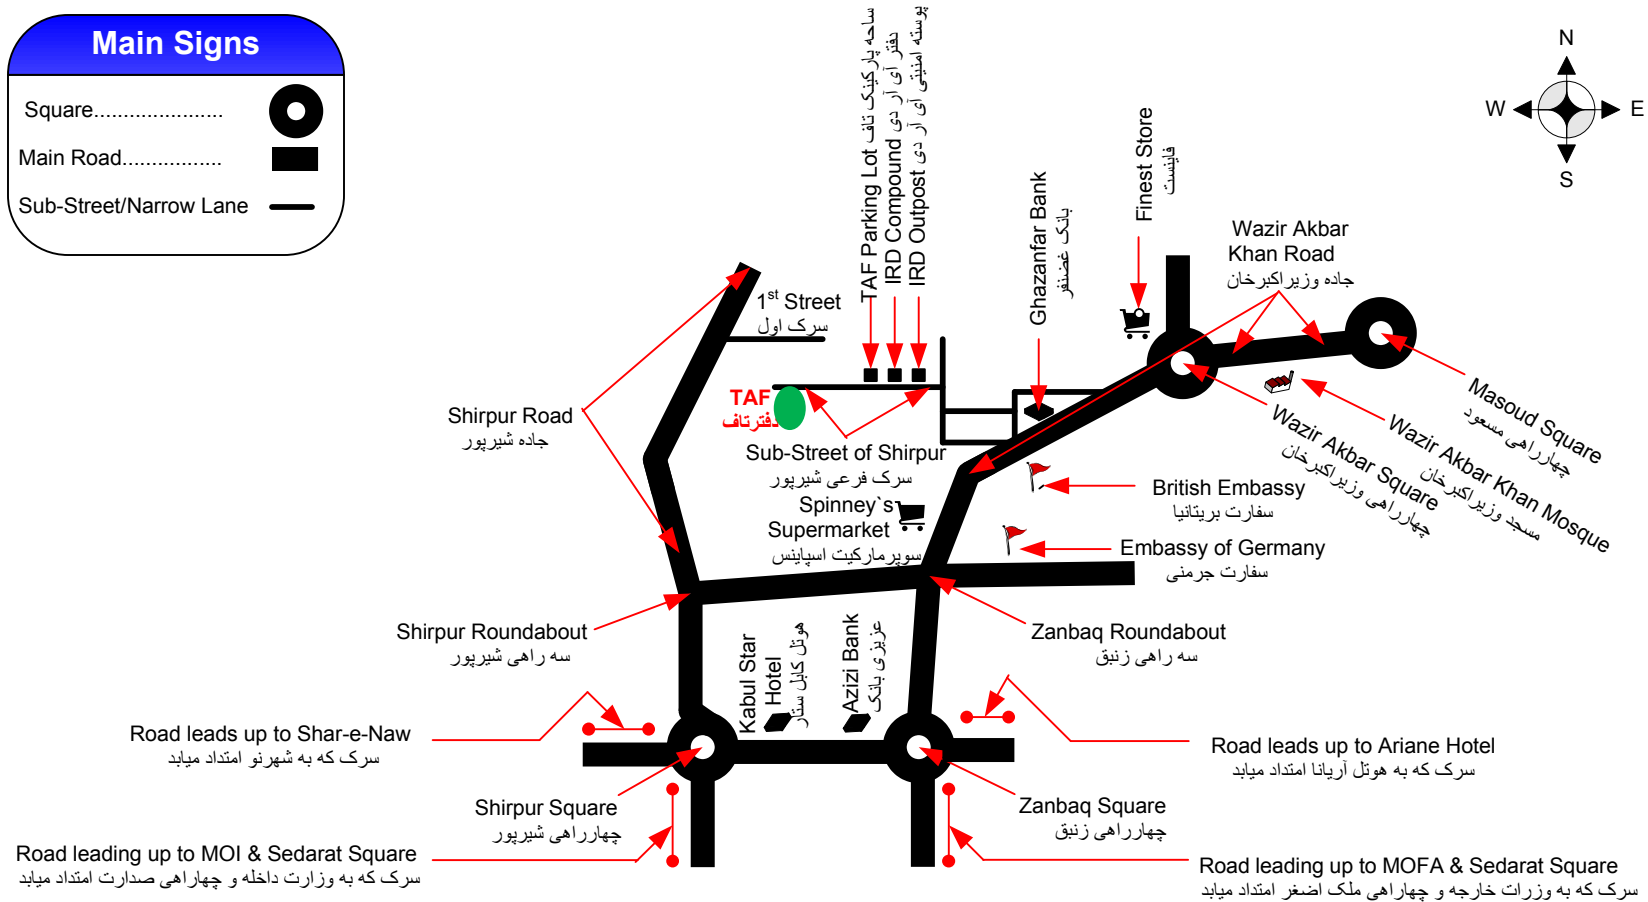 Main Signs
Square......................
Main Road.................
Sub-Street/Narrow Lane
N
W
E
S
TAF Parking Lot ساحه پارکینک تاف
IRD Compound دفتر آی آر دی
IRD Outpost پوسته امنیتی آی آر دی
Ghazanfar Bank
بانک غضنفر
Finest Store
فاینست
Wazir Akbar
Khan Road
جاده وزیراکبرخان
1st Street
سرک اول
TAF
دفترتاف
Shirpur Road
جاده شیرپور
Sub-Street of Shirpur
سرک فرعی شیرپور
Spinney`s
Supermarket
سوپرمارکیت اسپاینس
Masoud Square
چهارراهی مسعود
Wazir Akbar Khan Mosque
مسجد وزیراکبرخان
Wazir Akbar Square
چهارراهی وزیراکبرخان
British Embassy
سفارت بریتانیا
Embassy of Germany
سفارت جرمنی
Shirpur Roundabout
سه راهی شیرپور
Kabul Star
Hotel
هوتل کابل ستار
Azizi Bank
عزیزی بانک
Zanbaq Roundabout
سه راهی زنبق
Road leads up to Shar-e-Naw
سرک که به شهرنو امتداد میابد
Road leads up to Ariane Hotel
سرک که به هوتل آریانا امتداد میابد
Shirpur Square
چهارراهی شیرپور
Zanbaq Square
چهارراهی زنبق
Road leading up to MOI & Sedarat Square
سرک که به وزارت داخله و چهاراهی صدارت امتداد میابد
Road leading up to MOFA & Sedarat Square
سرک که به وزرات خارجه و چهاراهی ملک اضغر امتداد میابد